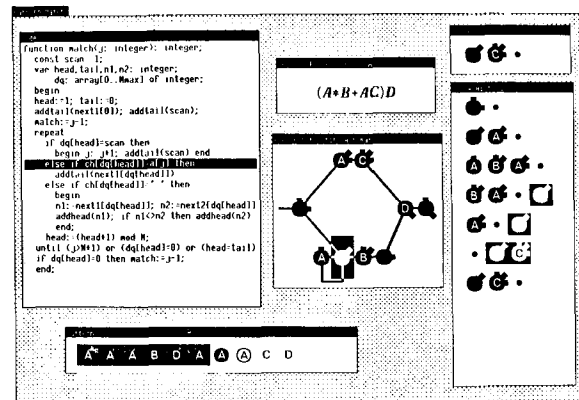 function match(j: integer): integer;
const scan=-1;
var head,tail,n1,n2: integer;
dq: array[0..Mmax] of integer;
begin
head:=1; tail:=0;
addtail(next1[0]); addtail(scan);
match:=j-1;
repeat
if dq[head]=scan then
begin j:=j+1; addtail(scan) end
else if ch[dq[head]]=a[j] then
addtail(next1[dq[head]])
else if ch[dq[head]]=' ' then
begin
n1:=next1[dq[head]]; n2:=next2[dq[head]]
addhead(n1); if n1<>n2 then addhead(n2)
end;
head:=(head+1) mod M;
until (j>N+1) or (dq[head]=0) or (head=tail)
if dq[head]=0 then match:=j-1;
end;
(A*B+AC)D
A C
D
A B
C
A
A B A
B A
A
C
C
A A A B D A A A C D